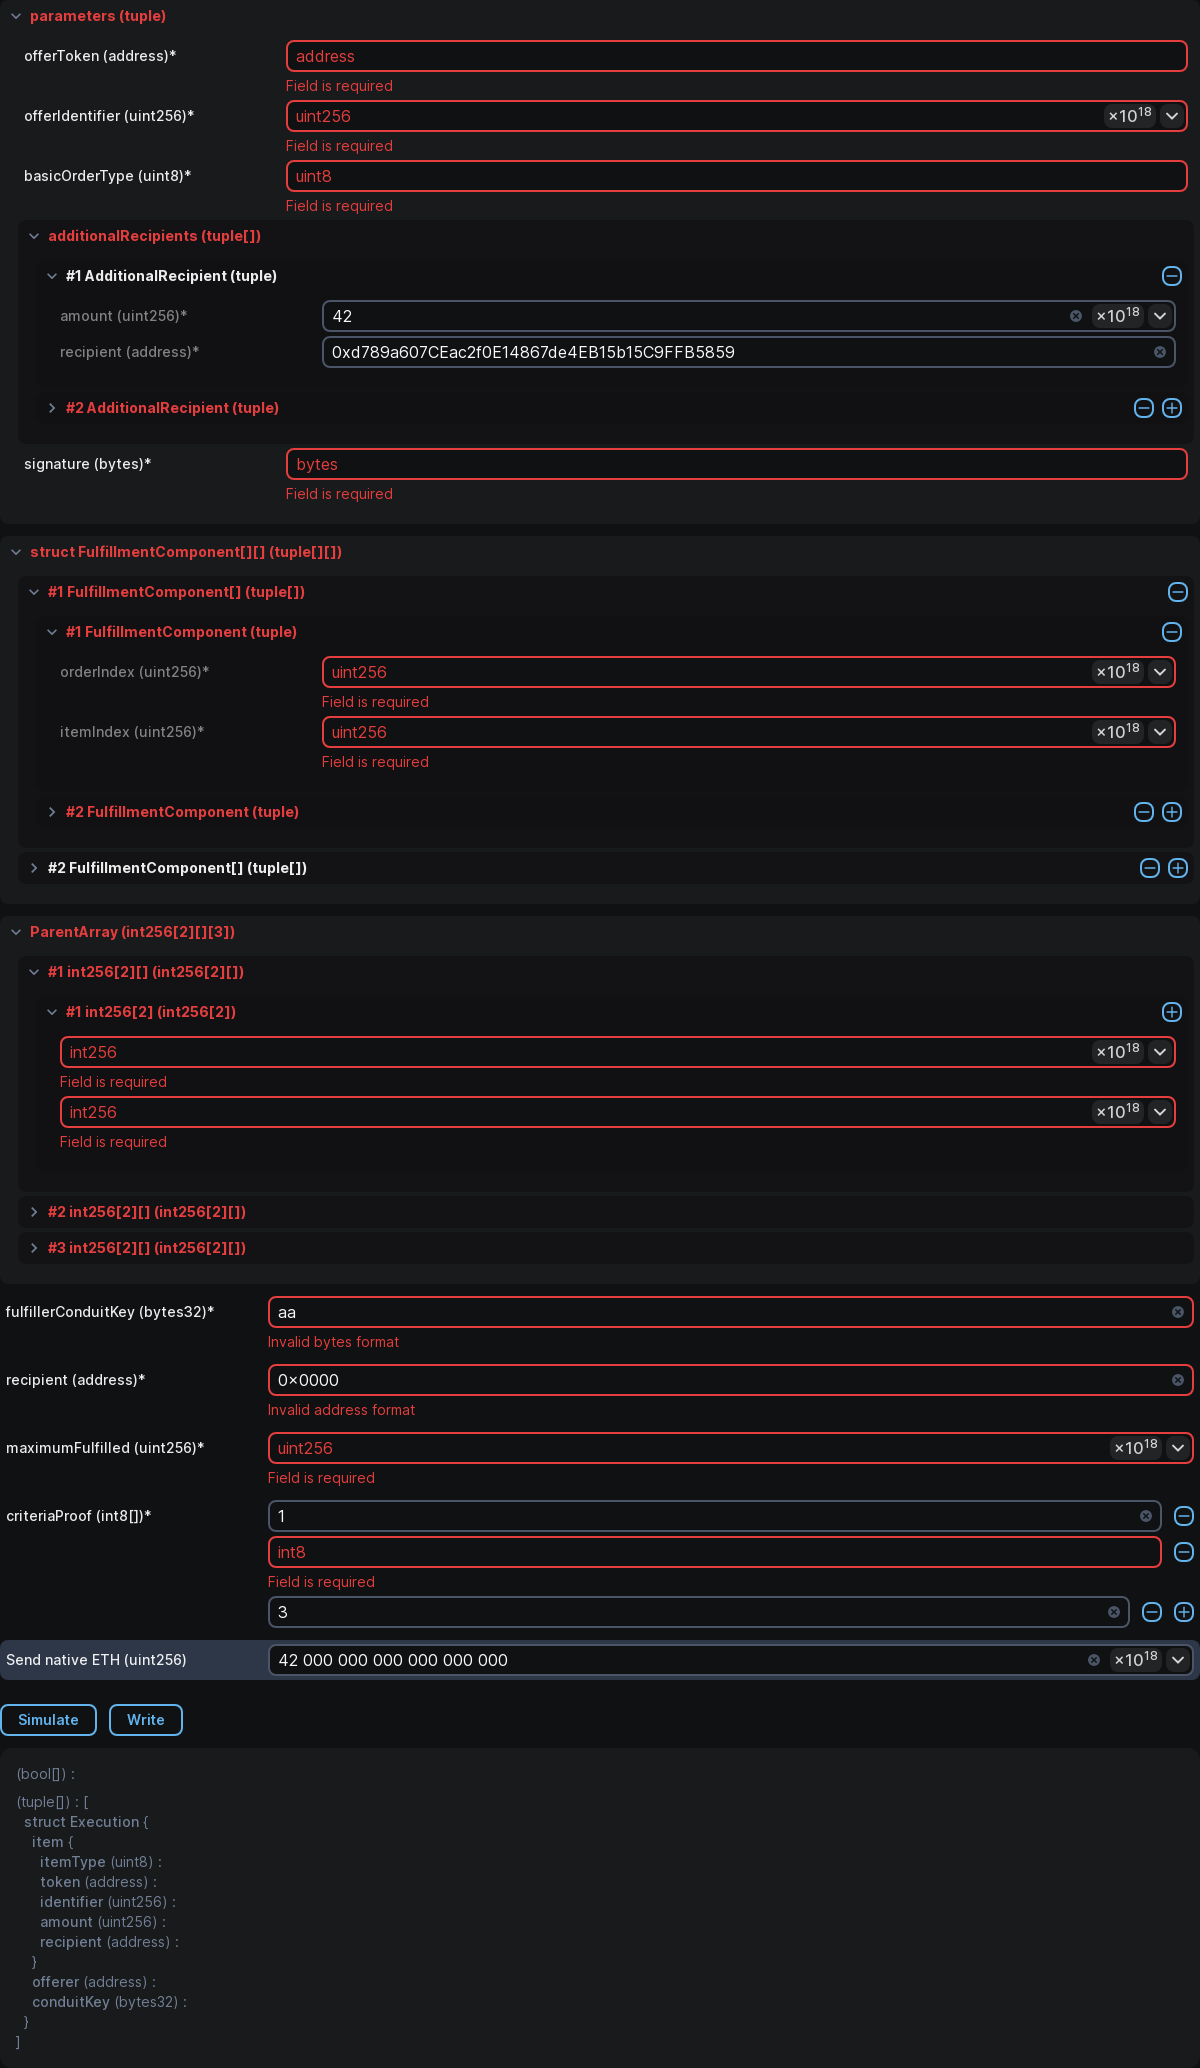 parameters (tuple)
offerToken (address)*
address
Field is required
offerIdentifier (uint256)*
uint256
×10^18
Field is required
basicOrderType (uint8)*
uint8
Field is required
additionalRecipients (tuple[])
#1 AdditionalRecipient (tuple)
amount (uint256)*
42
×10^18
recipient (address)*
0xd789a607CEac2f0E14867de4EB15b15C9FFB5859
#2 AdditionalRecipient (tuple)
signature (bytes)*
bytes
Field is required
struct FulfillmentComponent[][] (tuple[][])
#1 FulfillmentComponent[] (tuple[])
#1 FulfillmentComponent (tuple)
orderIndex (uint256)*
uint256
×10^18
Field is required
itemIndex (uint256)*
uint256
×10^18
Field is required
#2 FulfillmentComponent (tuple)
#2 FulfillmentComponent[] (tuple[])
ParentArray (int256[2][][3])
#1 int256[2][] (int256[2][])
#1 int256[2] (int256[2])
int256
×10^18
Field is required
int256
×10^18
Field is required
#2 int256[2][] (int256[2][])
#3 int256[2][] (int256[2][])
fulfillerConduitKey (bytes32)*
aa
Invalid bytes format
recipient (address)*
0x0000
Invalid address format
maximumFulfilled (uint256)*
uint256
×10^18
Field is required
criteriaProof (int8[])*
1
int8
Field is required
3
Send native ETH (uint256)
42 000 000 000 000 000 000
×10^18
Simulate
Write
(bool[]) :
(tuple[]) : [
struct Execution {
item {
itemType (uint8) :
token (address) :
identifier (uint256) :
amount (uint256) :
recipient (address) :
}
offerer (address) :
conduitKey (bytes32) :
}
]